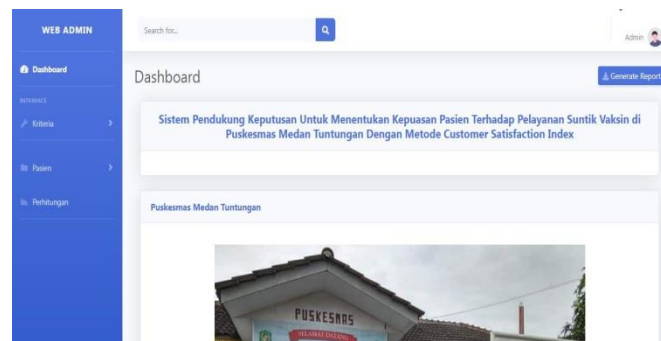 WEB ADMIN
Search for...
Admin
Dashboard
Dashboard
Generate Report
INTERFACE
Kriteria
Sistem Pendukung Keputusan Untuk Menentukan Kepuasan Pasien Terhadap Pelayanan Suntik Vaksin di
Puskesmas Medan Tuntungan Dengan Metode Customer Satisfaction Index
Pasien
Perhitungan
Puskesmas Medan Tuntungan
PUSKESMAS
SELAMAT DATANG